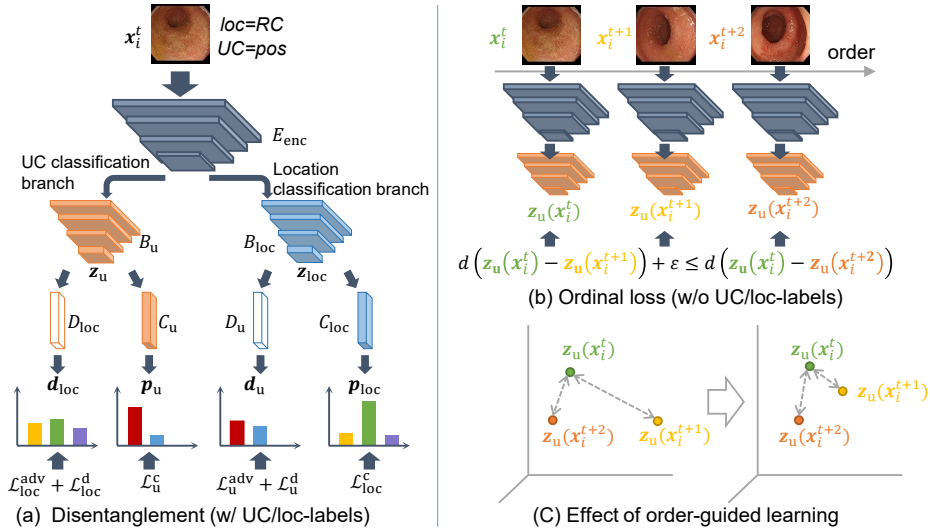 x_i^t
loc=RC
UC=pos
E_enc
UC classification
branch
Location
classification branch
B_u
B_loc
z_u
z_loc
D_loc
C_u
D_u
C_loc
d_loc
p_u
d_u
p_loc
ℒ_loc^adv + ℒ_loc^d
ℒ_u^c
ℒ_u^adv + ℒ_u^d
ℒ_loc^c
(a) Disentanglement (w/ UC/loc-labels)
x_i^t
x_i^{t+1}
x_i^{t+2}
order
z_u(x_i^t)
z_u(x_i^{t+1})
z_u(x_i^{t+2})
d(z_u(x_i^t) − z_u(x_i^{t+1})) + ε ≤ d(z_u(x_i^t) − z_u(x_i^{t+2}))
(b) Ordinal loss (w/o UC/loc-labels)
z_u(x_i^t)
z_u(x_i^{t+2})
z_u(x_i^{t+1})
z_u(x_i^t)
z_u(x_i^{t+1})
z_u(x_i^{t+2})
(C) Effect of order-guided learning